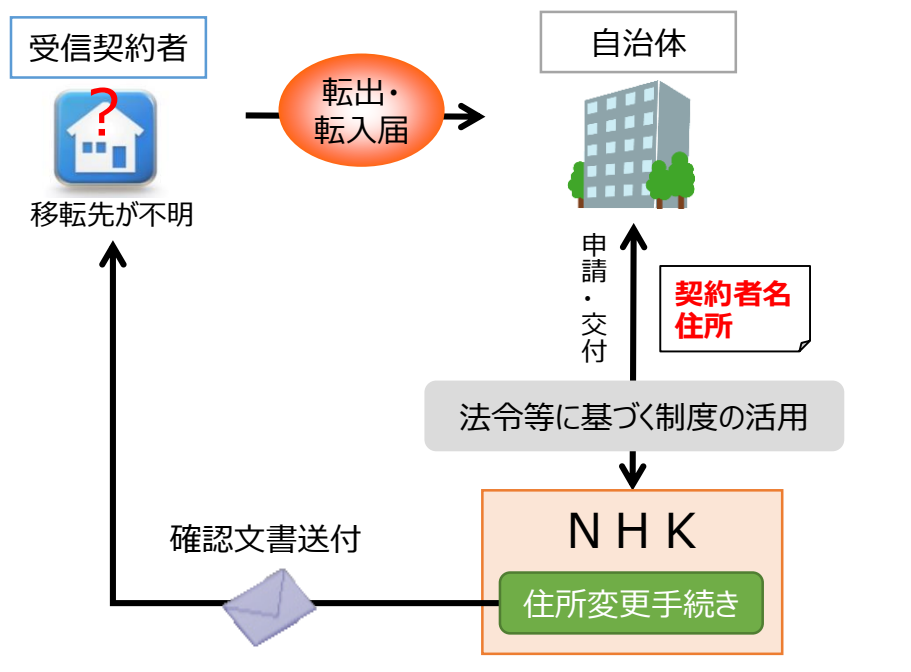 受信契約者
自治体
転出・
転入届
?
移転先が不明
申請・交付
契約者名
住所
法令等に基づく制度の活用
NHK
確認文書送付
住所変更手続き